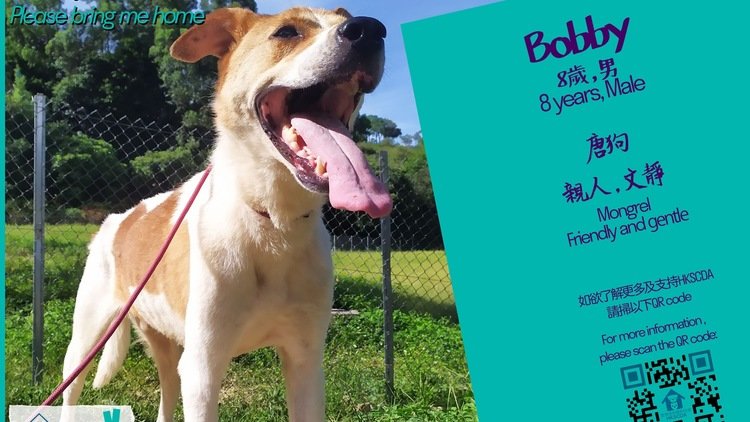 Please bring me home
Bobby
8歲,男
8 years, Male
唐狗
親人,文靜
Mongrel
Friendly and gentle
如欲了解更多及支持HKSCDA
請掃以下QR code
For more information,
please scan the QR code: